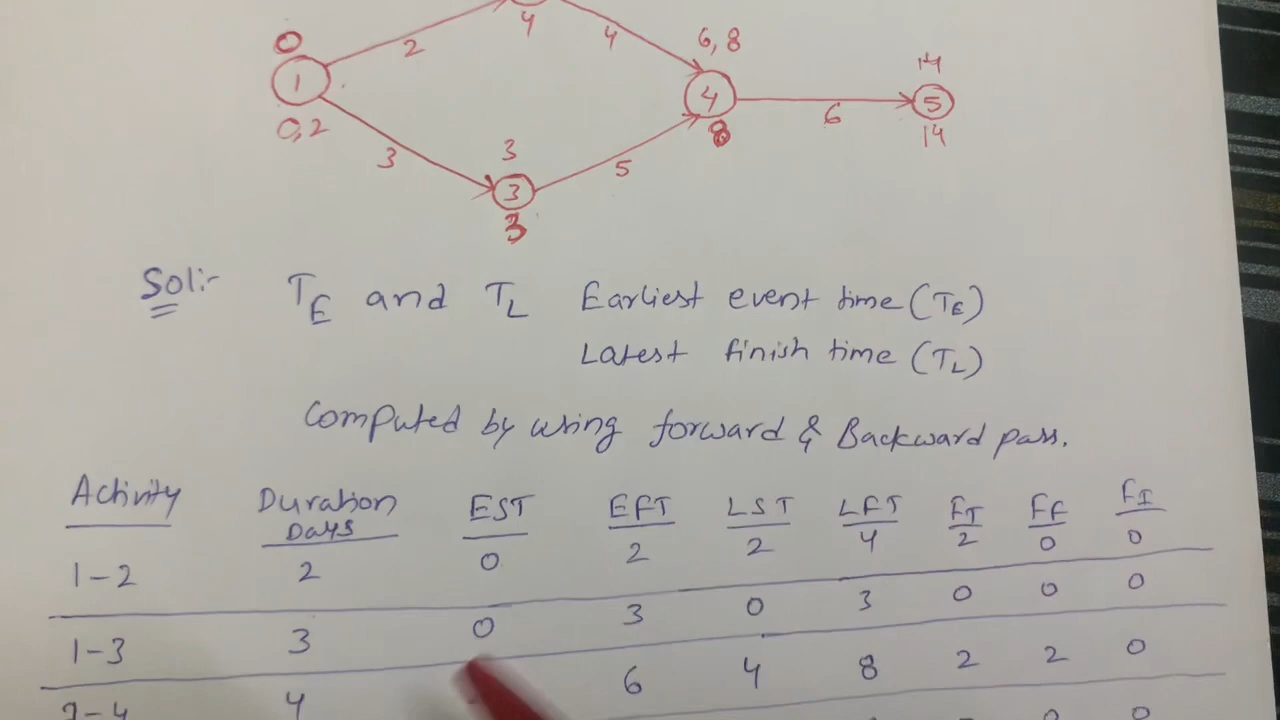 0
2
4
4
6, 8
14
1
4
5
0,2
8
6
14
3
3
5
3
3
Sol:- TE and TL Earliest event time (TE)
Latest finish time (TL)
Computed by using forward & Backward pass.
Activity Duration Days EST EFT LST LFT FT FF FI
1-2 2 0 2 2 4 2 0 0
1-3 3 0 3 0 3 0 0 0
2-4 4 6 4 8 2 2 0
0 0